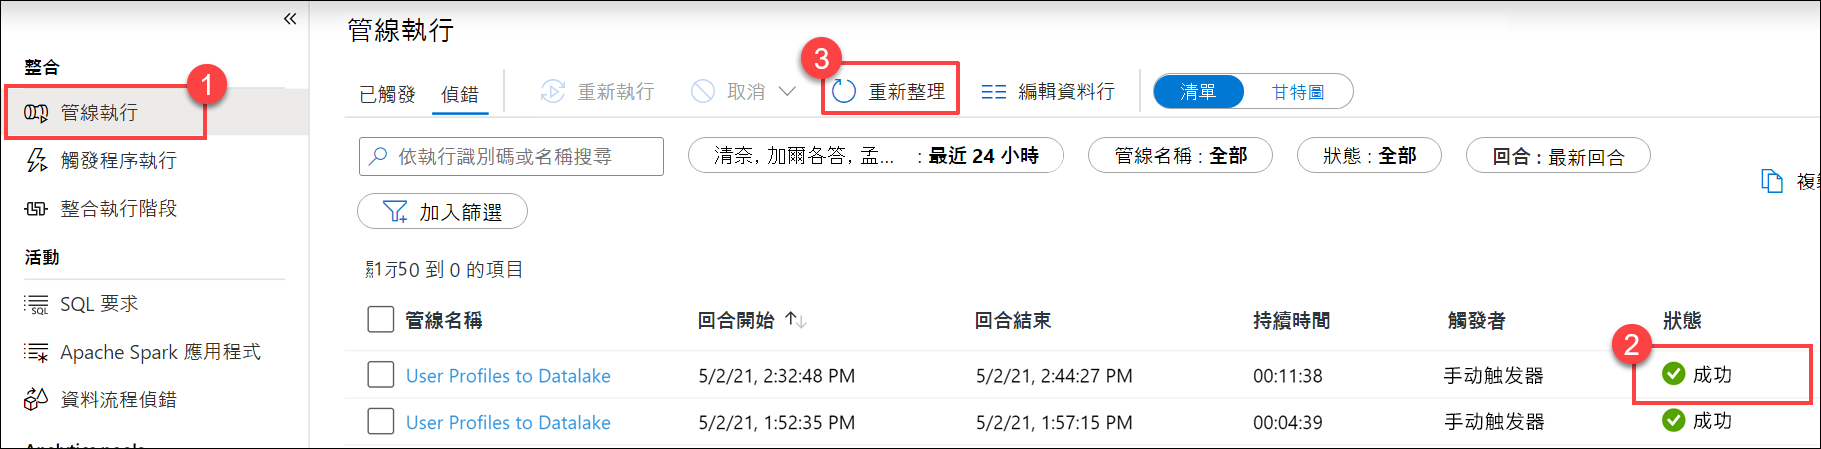 «
整合
1
管線執行
觸發程序執行
整合執行階段
活動
SQL 要求
Apache Spark 應用程式
資料流程偵錯
管線執行
已觸發 偵錯 重新執行 取消 3 重新整理 編輯資料行 清單 甘特圖
依執行識別碼或名稱搜尋 清奈, 加爾各答, 孟... : 最近 24 小時 管線名稱 : 全部 狀態 : 全部 回合 : 最新回合
加入篩選
0 到 0 的項目
管線名稱 回合開始 ↑↓ 回合結束 持續時間 觸發者 狀態
2
User Profiles to Datalake 5/2/21, 2:32:48 PM 5/2/21, 2:44:27 PM 00:11:38 手动触发器 成功
User Profiles to Datalake 5/2/21, 1:52:35 PM 5/2/21, 1:57:15 PM 00:04:39 手动触发器 成功